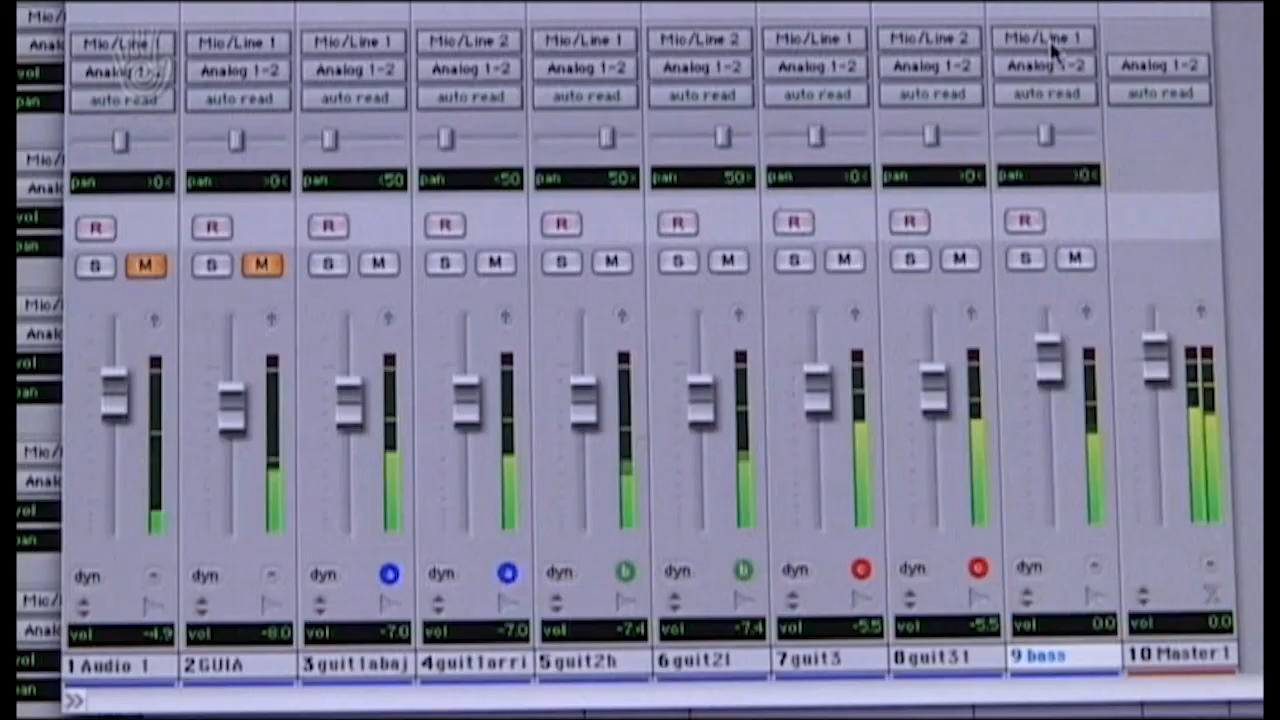 Mic/Line 1 Mic/Line 1 Mic/Line 1 Mic/Line 2 Mic/Line 1 Mic/Line 2 Mic/Line 1 Mic/Line 2 Mic/Line 1
Analog 1-2 Analog 1-2 Analog 1-2 Analog 1-2 Analog 1-2 Analog 1-2 Analog 1-2 Analog 1-2 Analog 1-2
auto read auto read auto read auto read auto read auto read auto read auto read auto read auto read
pan >0< pan >0< pan <50 pan <50 pan 50> pan 50> pan >0< pan >0< pan >0<
R R R R R R R R R
S M S M S M S M S M S M S M S M S M
dyn dyn dyn a dyn a dyn b dyn b dyn c dyn c dyn
vol -4.9 vol -8.0 vol -7.0 vol -7.0 vol -7.4 vol -7.4 vol -5.5 vol -5.5 vol 0.0 vol 0.0
1 Audio 1 2 GUIA 3 guit1abaj 4 guit1arri 5 guit2h 6 guit2l 7 guit3 8 guit31 9 bass 10 Master 1